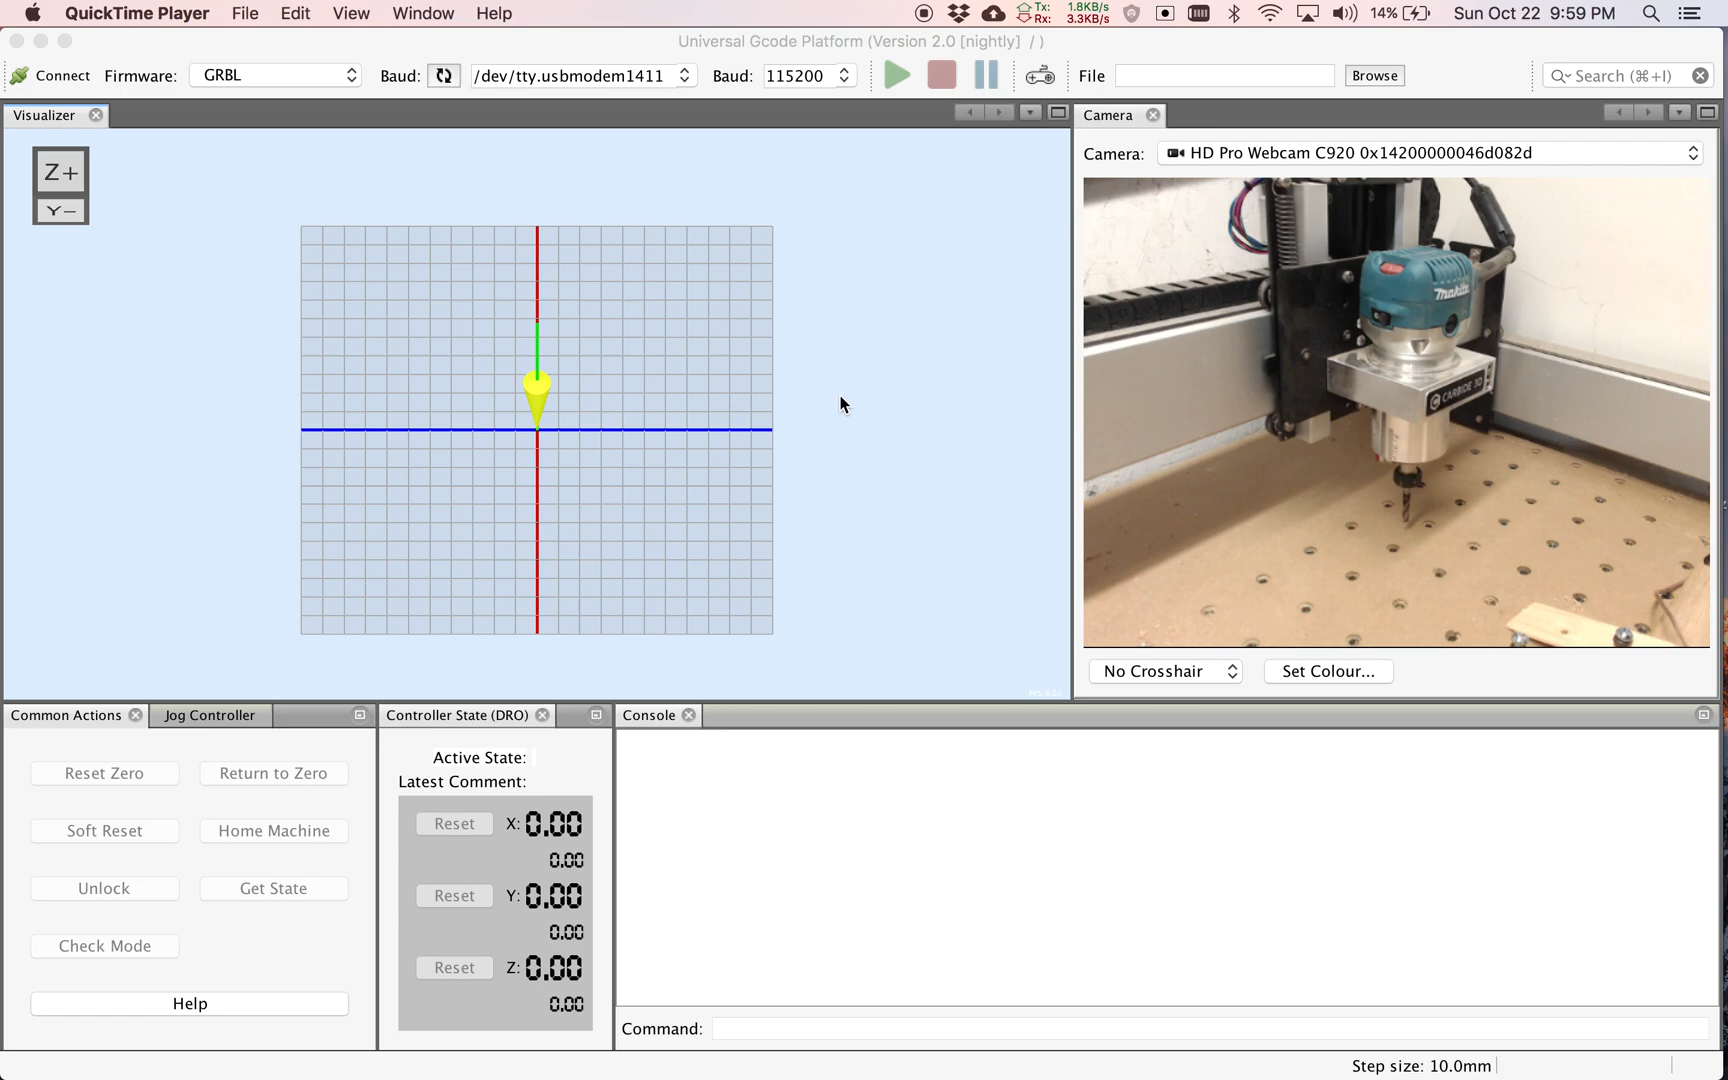 QuickTime Player File Edit View Window Help Tx: 1.8KB/s Rx: 3.3KB/s 14% Sun Oct 22 9:59 PM
Universal Gcode Platform (Version 2.0 [nightly] / )
Connect Firmware: GRBL Baud: /dev/tty.usbmodem1411 Baud: 115200 File Browse Search (⌘+I)
Visualizer
Camera
Z+
Y-
Camera: HD Pro Webcam C920 0x14200000046d082d
makita
CARBIDE 3D
No Crosshair Set Colour...
Common Actions Jog Controller
Controller State (DRO)
Console
Reset Zero Return to Zero
Soft Reset Home Machine
Unlock Get State
Check Mode
Help
Active State:
Latest Comment:
Reset X: 0.00
0.00
Reset Y: 0.00
0.00
Reset Z: 0.00
0.00
Command:
Step size: 10.0mm